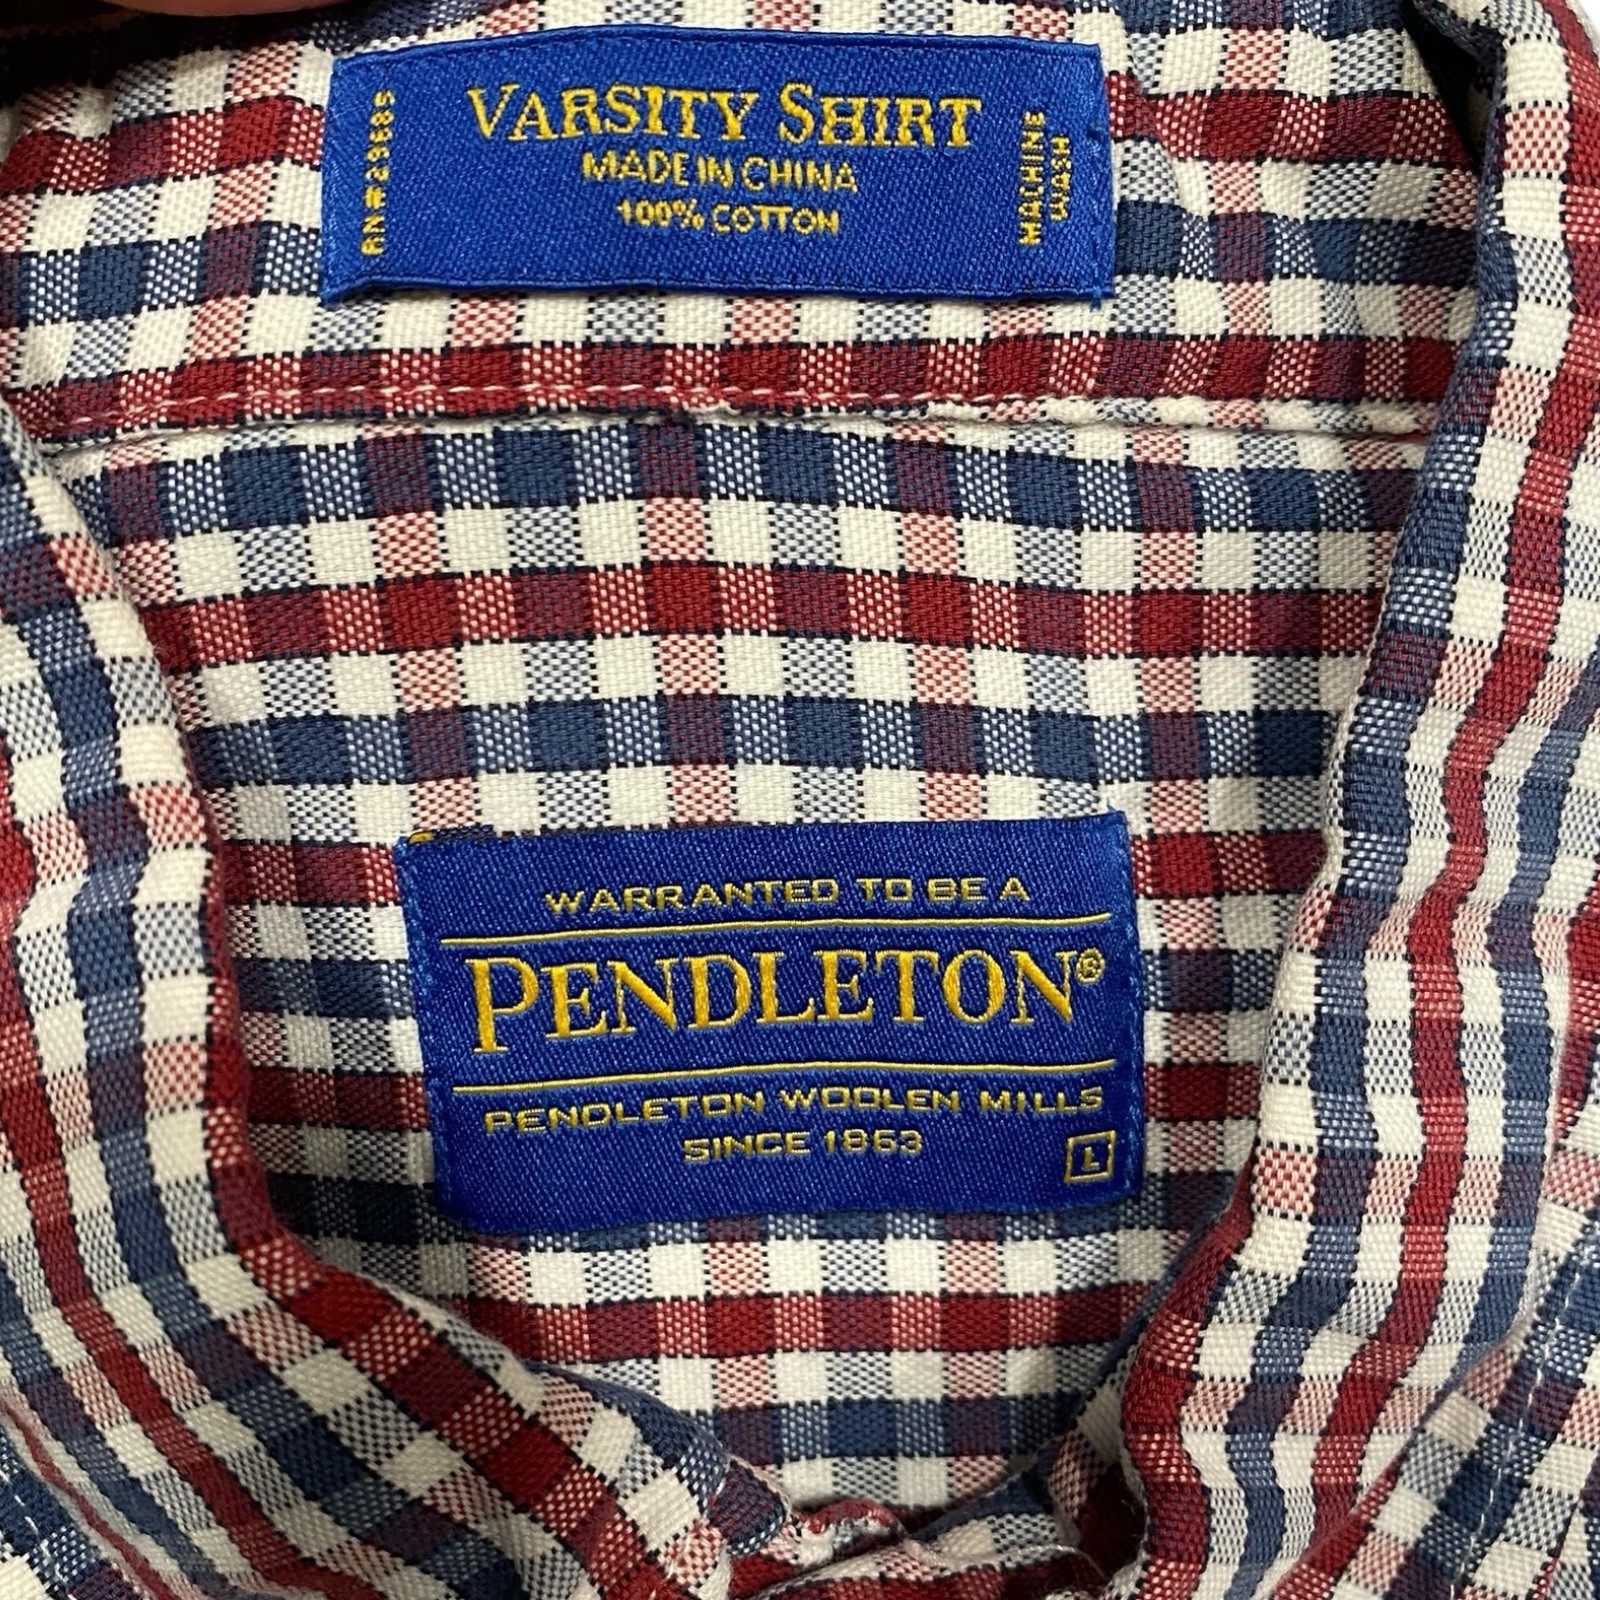 VARSITY SHIRT
MADE IN CHINA
100% COTTON
RN#29685
MACHINE
WASH
WARRANTED TO BE A
PENDLETON®
PENDLETON WOOLEN MILLS
SINCE 1863
L